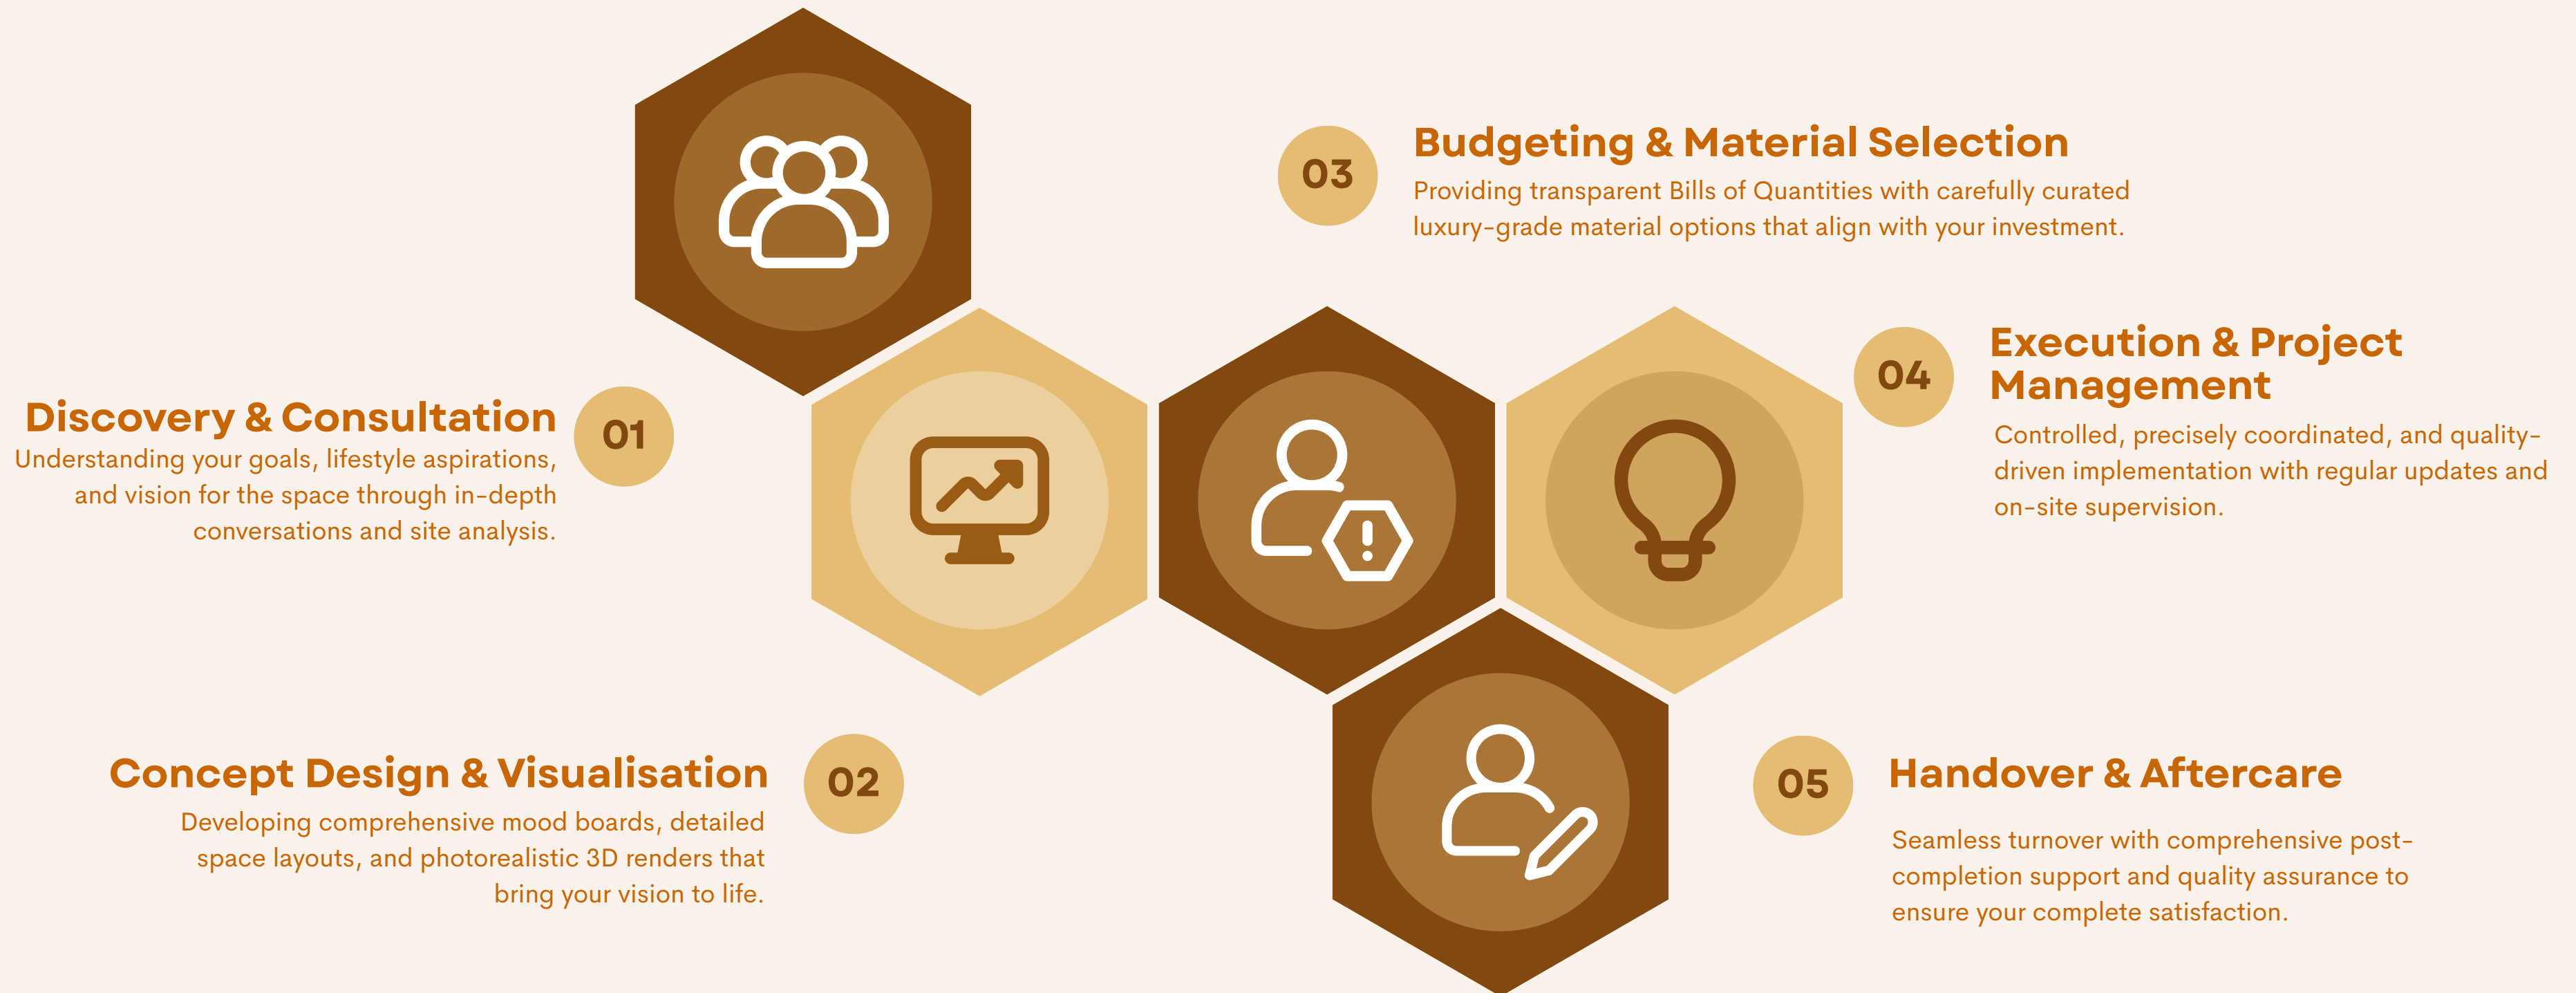 01
Discovery & Consultation
Understanding your goals, lifestyle aspirations,
and vision for the space through in-depth
conversations and site analysis.
02
Concept Design & Visualisation
Developing comprehensive mood boards, detailed
space layouts, and photorealistic 3D renders that
bring your vision to life.
03
Budgeting & Material Selection
Providing transparent Bills of Quantities with carefully curated
luxury-grade material options that align with your investment.
04
Execution & Project
Management
Controlled, precisely coordinated, and quality-
driven implementation with regular updates and
on-site supervision.
05
Handover & Aftercare
Seamless turnover with comprehensive post-
completion support and quality assurance to
ensure your complete satisfaction.